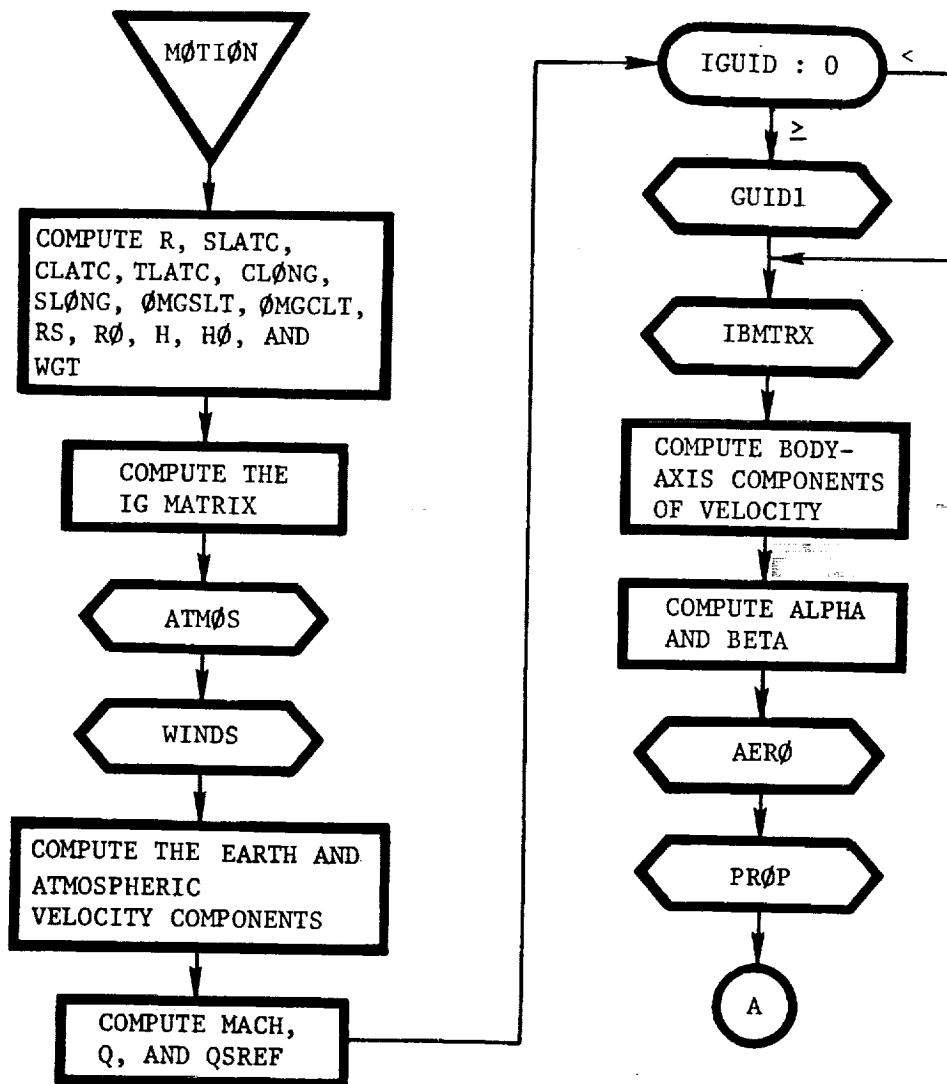 MØTIØN
COMPUTE R, SLATC,
CLATC, TLATC, CLØNG,
SLØNG, ØMGSLT, ØMGCLT,
RS, RØ, H, HØ, AND
WGT
COMPUTE THE
IG MATRIX
ATMØS
WINDS
COMPUTE THE EARTH AND
ATMOSPHERIC
VELOCITY COMPONENTS
COMPUTE MACH,
Q, AND QSREF
IGUID : 0
<
≥
GUID1
IBMTRX
COMPUTE BODY-
AXIS COMPONENTS
OF VELOCITY
COMPUTE ALPHA
AND BETA
AERØ
PRØP
A